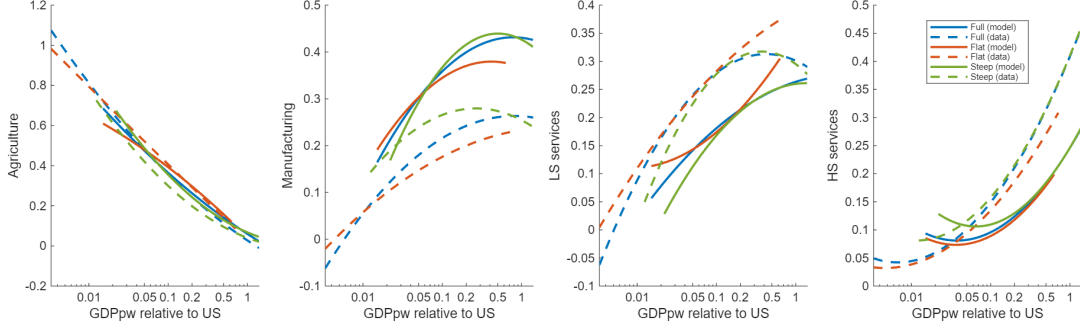 1.2
1
0.8
0.6
0.4
0.2
0
-0.2
Agriculture
0.01 0.05 0.1 0.2 0.5 1
GDPpw relative to US
0.5
0.4
0.3
0.2
0.1
0
-0.1
Manufacturing
0.01 0.05 0.1 0.2 0.5 1
GDPpw relative to US
0.4
0.35
0.3
0.25
0.2
0.15
0.1
0.05
0
-0.05
-0.1
LS services
0.01 0.05 0.1 0.2 0.5 1
GDPpw relative to US
0.5
0.45
0.4
0.35
0.3
0.25
0.2
0.15
0.1
0.05
0
HS services
0.01 0.05 0.1 0.2 0.5 1
GDPpw relative to US
Full (model)
Full (data)
Flat (model)
Flat (data)
Steep (model)
Steep (data)